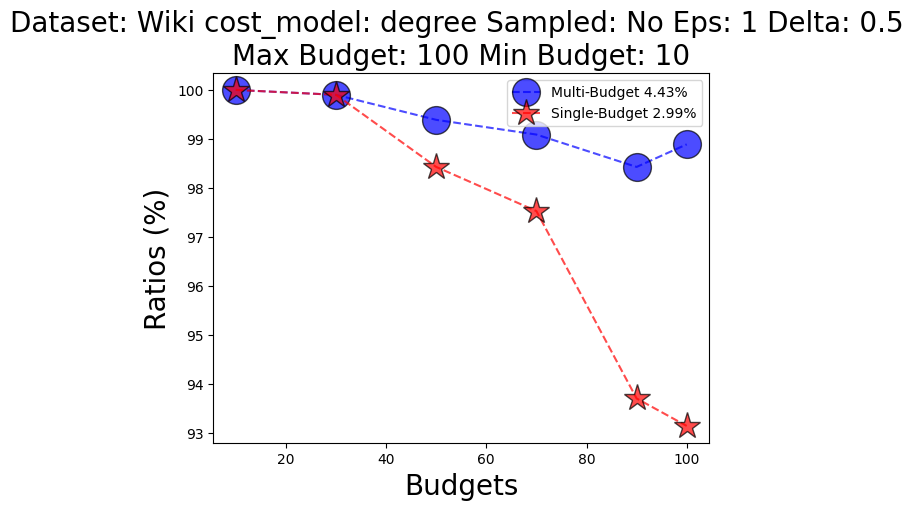 Dataset: Wiki cost_model: degree Sampled: No Eps: 1 Delta: 0.5
Max Budget: 100 Min Budget: 10
Multi-Budget 4.43%
Single-Budget 2.99%
Ratios (%)
100
99
98
97
96
95
94
93
20 40 60 80 100
Budgets